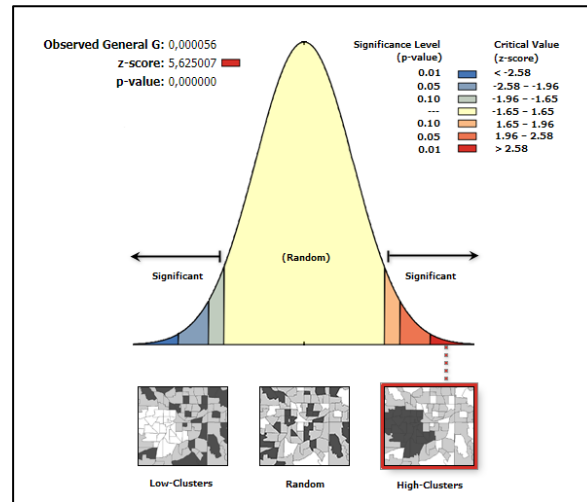 Observed General G: 0,000056
z-score: 5,625007
p-value: 0,000000
Significance Level (p-value)
Critical Value (z-score)
0.01 < -2.58
0.05 -2.58 – -1.96
0.10 -1.96 – -1.65
--- -1.65 – 1.65
0.10 1.65 – 1.96
0.05 1.96 – 2.58
0.01 > 2.58
Significant
(Random)
Significant
Low-Clusters
Random
High-Clusters